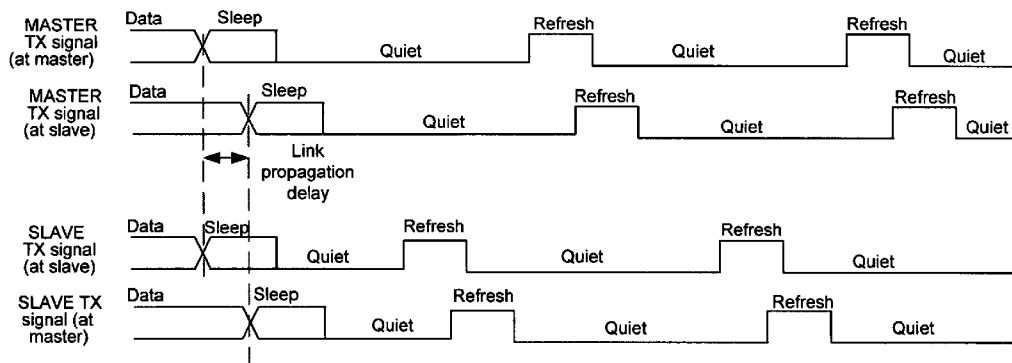 MASTER
TX signal
(at master)
Data
Sleep
Quiet
Refresh
Quiet
Refresh
Quiet
MASTER
TX signal
(at slave)
Data
Sleep
Quiet
Refresh
Quiet
Refresh
Quiet
Link
propagation
delay
SLAVE
TX signal
(at slave)
Data
Sleep
Quiet
Refresh
Quiet
Refresh
Quiet
SLAVE TX
signal (at
master)
Data
Sleep
Quiet
Refresh
Quiet
Refresh
Quiet